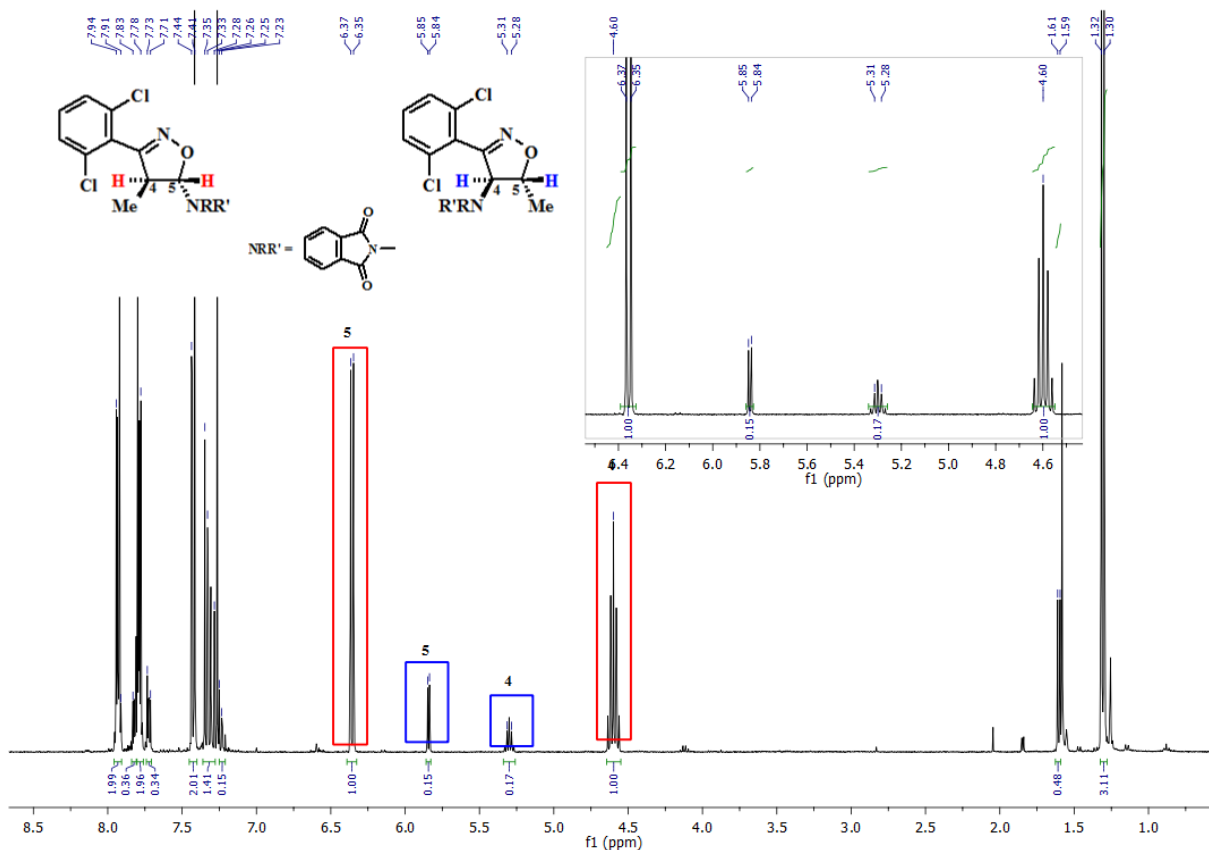 7.94 7.91 7.83 7.78 7.73 7.71 7.44 7.41 7.35 7.33 7.28 7.26 7.25 7.23 6.37 6.35 5.85 5.84 5.31 5.28 4.60 1.61 1.59 1.32 1.30
Cl
N
O
Cl
H 4 5 H
Me
NRR'
Cl
N
O
Cl
H 4 5 H
R'RN
Me
NRR' =
O
N
O
6.37 6.35 5.85 5.84 5.31 5.28 4.60
1.00 0.15 0.17 1.00
6.4 6.2 6.0 5.8 5.6 5.4 5.2 5.0 4.8 4.6
f1 (ppm)
5
5
4
1.99 0.36 1.96 0.34 2.01 1.41 0.15 1.00 0.15 0.17 1.00 0.48 3.11
8.5 8.0 7.5 7.0 6.5 6.0 5.5 5.0 4.5 4.0 3.5 3.0 2.5 2.0 1.5 1.0
f1 (ppm)